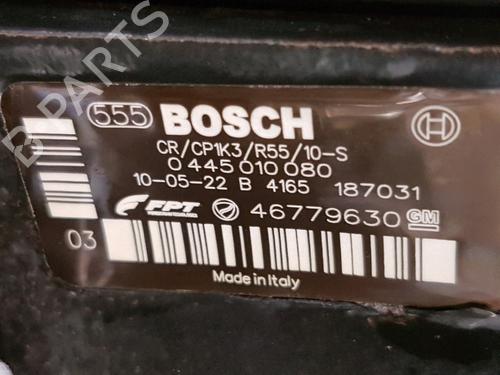 B-PARTS
555 BOSCH
CR/CP1K3/R55/10-S
0 445 010 080
10-05-22 B 4165 187031
FPT 46779630 GM
03
Made in Italy